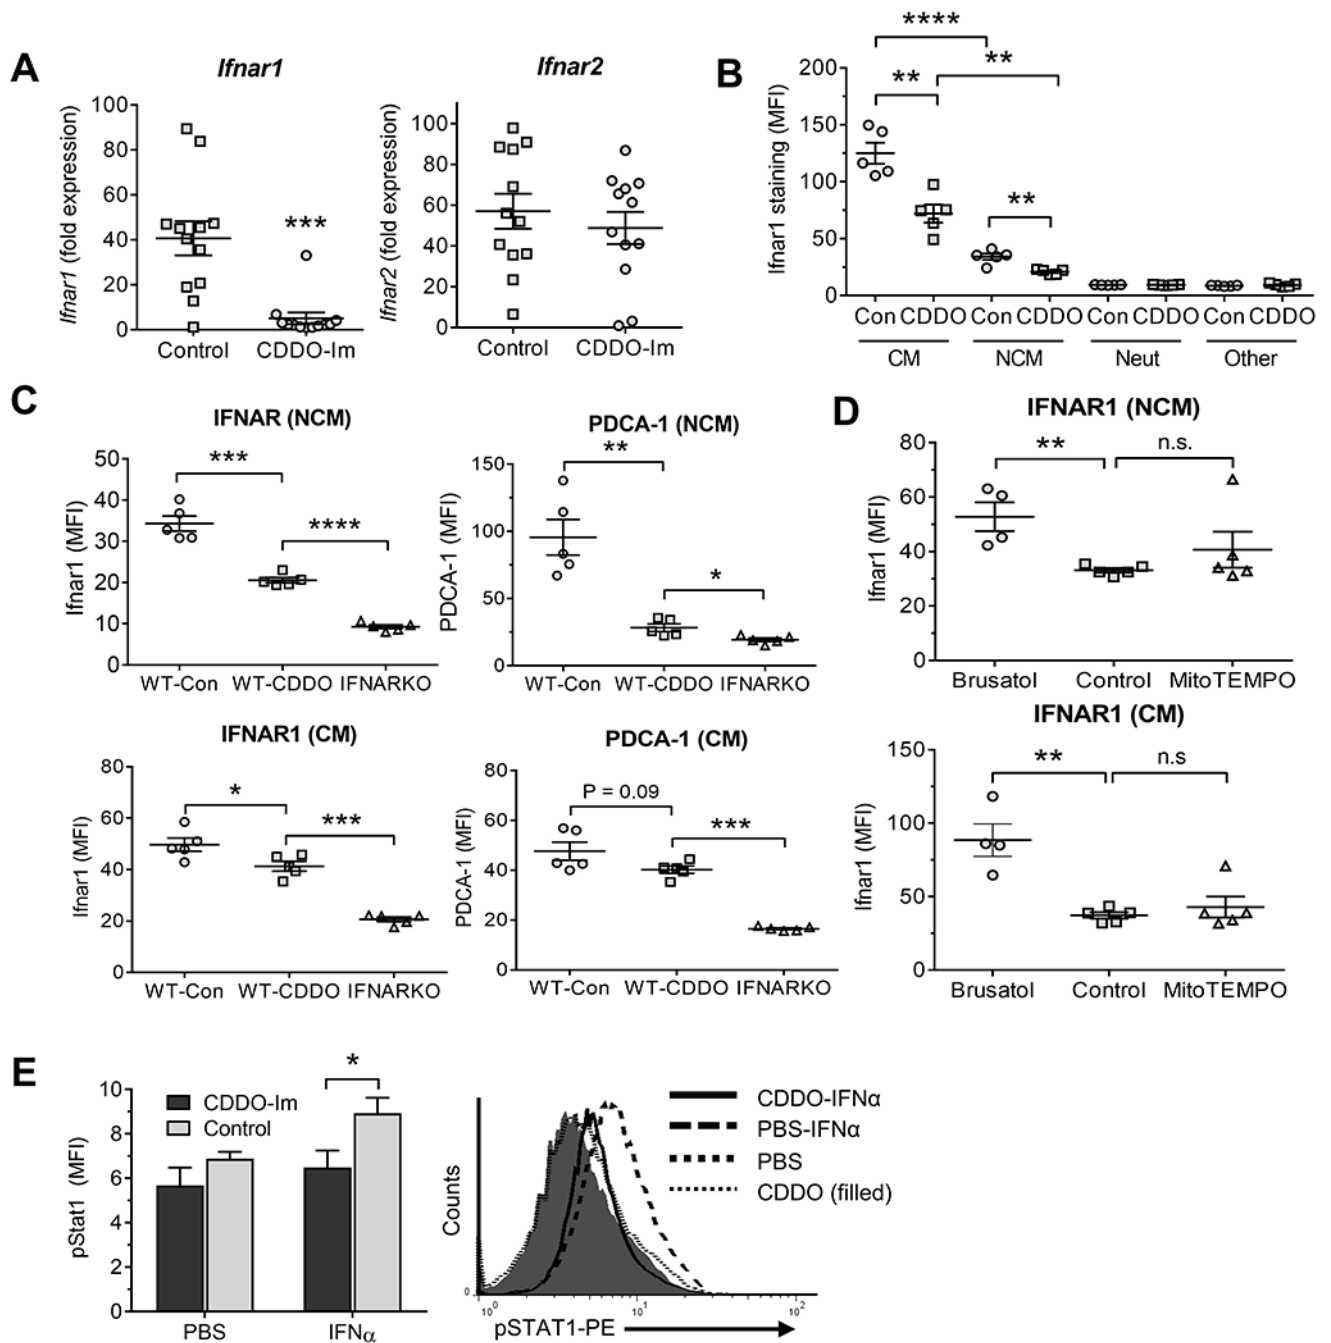 A
Ifnar1
Ifnar1 (fold expression)
100
80
60
40
20
0
***
Control
CDDO-Im
Ifnar2
Ifnar2 (fold expression)
100
80
60
40
20
0
Control
CDDO-Im
B
Ifnar1 staining (MFI)
200
150
100
50
0
****
**
**
**
Con CDDO Con CDDO Con CDDO Con CDDO
CM NCM Neut Other
C
IFNAR (NCM)
Ifnar1 (MFI)
50
40
30
20
10
0
***
****
WT-Con WT-CDDO IFNARKO
PDCA-1 (NCM)
PDCA-1 (MFI)
150
100
50
0
**
*
WT-Con WT-CDDO IFNARKO
IFNAR1 (CM)
Ifnar1 (MFI)
80
60
40
20
0
*
***
WT-Con WT-CDDO IFNARKO
PDCA-1 (CM)
PDCA-1 (MFI)
80
60
40
20
0
P = 0.09
***
WT-Con WT-CDDO IFNARKO
D
IFNAR1 (NCM)
Ifnar1 (MFI)
80
60
40
20
0
**
n.s.
Brusatol Control MitoTEMPO
IFNAR1 (CM)
Ifnar1 (MFI)
150
100
50
0
**
n.s
Brusatol Control MitoTEMPO
E
pStat1 (MFI)
10
8
6
4
2
0
CDDO-Im
Control
*
PBS IFNα
Counts
0
10⁰ 10¹ 10²
pSTAT1-PE
CDDO-IFNα
PBS-IFNα
PBS
CDDO (filled)